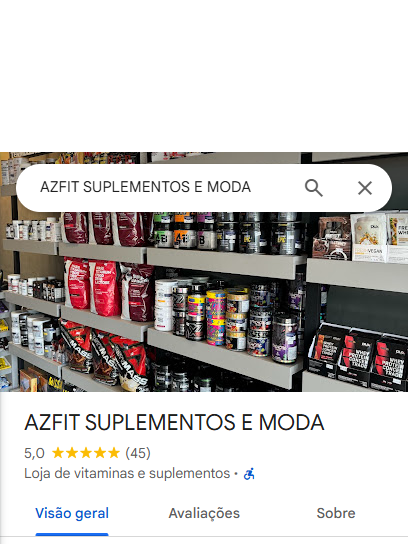 AZFIT SUPLEMENTOS E MODA
AZFIT SUPLEMENTOS E MODA
5,0 (45)
Loja de vitaminas e suplementos ·
Visão geral Avaliações Sobre